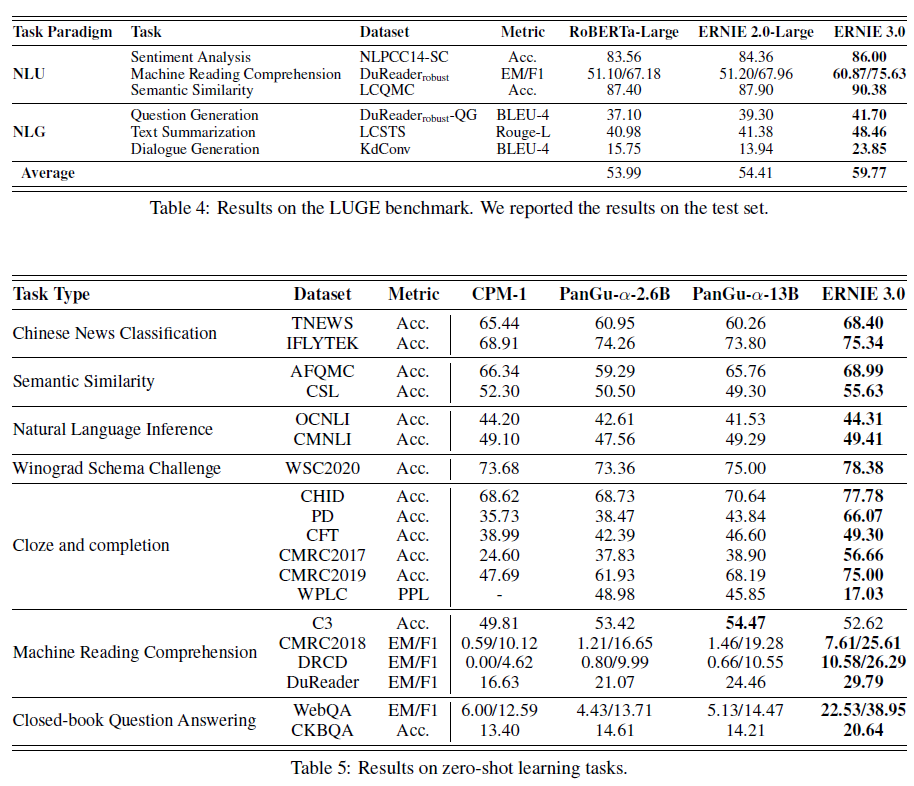 Task Paradigm Task Dataset Metric RoBERTa-Large ERNIE 2.0-Large ERNIE 3.0
Sentiment Analysis NLPCC14-SC Acc. 83.56 84.36 86.00
NLU Machine Reading Comprehension DuReaderrobust EM/F1 51.10/67.18 51.20/67.96 60.87/75.63
Semantic Similarity LCQMC Acc. 87.40 87.90 90.38
Question Generation DuReaderrobust-QG BLEU-4 37.10 39.30 41.70
NLG Text Summarization LCSTS Rouge-L 40.98 41.38 48.46
Dialogue Generation KdConv BLEU-4 15.75 13.94 23.85
Average 53.99 54.41 59.77
Table 4: Results on the LUGE benchmark. We reported the results on the test set.
Task Type Dataset Metric CPM-1 PanGu-α-2.6B PanGu-α-13B ERNIE 3.0
Chinese News Classification
TNEWS Acc. 65.44 60.95 60.26 68.40
IFLYTEK Acc. 68.91 74.26 73.80 75.34
Semantic Similarity
AFQMC Acc. 66.34 59.29 65.76 68.99
CSL Acc. 52.30 50.50 49.30 55.63
Natural Language Inference
OCNLI Acc. 44.20 42.61 41.53 44.31
CMNLI Acc. 49.10 47.56 49.29 49.41
Winograd Schema Challenge WSC2020 Acc. 73.68 73.36 75.00 78.38
Cloze and completion
CHID Acc. 68.62 68.73 70.64 77.78
PD Acc. 35.73 38.47 43.84 66.07
CFT Acc. 38.99 42.39 46.60 49.30
CMRC2017 Acc. 24.60 37.83 38.90 56.66
CMRC2019 Acc. 47.69 61.93 68.19 75.00
WPLC PPL - 48.98 45.85 17.03
Machine Reading Comprehension
C3 Acc. 49.81 53.42 54.47 52.62
CMRC2018 EM/F1 0.59/10.12 1.21/16.65 1.46/19.28 7.61/25.61
DRCD EM/F1 0.00/4.62 0.80/9.99 0.66/10.55 10.58/26.29
DuReader EM/F1 16.63 21.07 24.46 29.79
Closed-book Question Answering
WebQA EM/F1 6.00/12.59 4.43/13.71 5.13/14.47 22.53/38.95
CKBQA Acc. 13.40 14.61 14.21 20.64
Table 5: Results on zero-shot learning tasks.